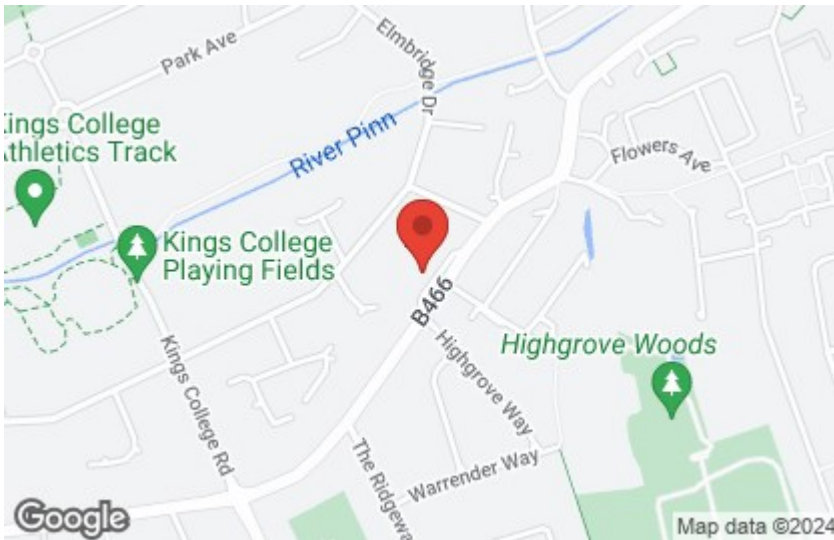 Park Ave
Elmbridge Dr
Kings College
Athletics Track
River Pinn
Flowers Ave
Kings College
Playing Fields
B466
Highgrove Woods
Highgrove Way
Kings College Rd
The Ridgeway
Warrender Way
Google
Map data ©2024